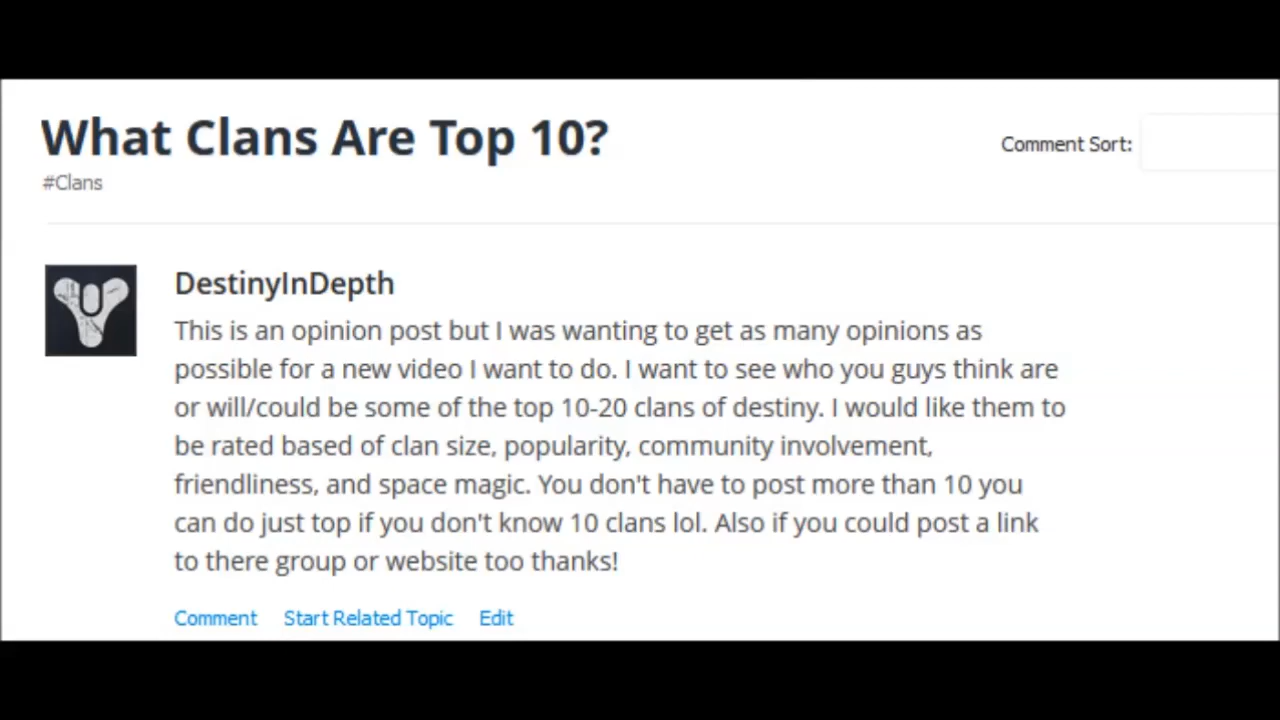 What Clans Are Top 10?
Comment Sort:
#Clans
DestinyInDepth
This is an opinion post but I was wanting to get as many opinions as
possible for a new video I want to do. I want to see who you guys think are
or will/could be some of the top 10-20 clans of destiny. I would like them to
be rated based of clan size, popularity, community involvement,
friendliness, and space magic. You don't have to post more than 10 you
can do just top if you don't know 10 clans lol. Also if you could post a link
to there group or website too thanks!
Comment Start Related Topic Edit